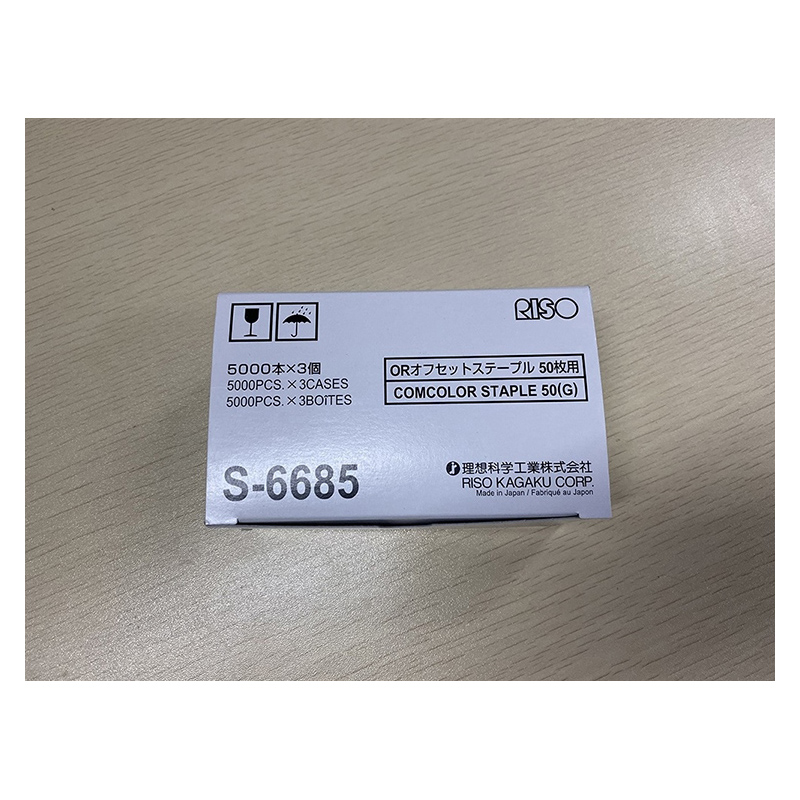 RISO
5000本×3個
5000PCS.×3CASES
5000PCS.×3BOîTES
ORオフセットステープル 50枚用
COMCOLOR STAPLE 50(G)
S-6685
理想科学工業株式会社
RISO KAGAKU CORP.
Made in Japan / Fabriqué au Japon